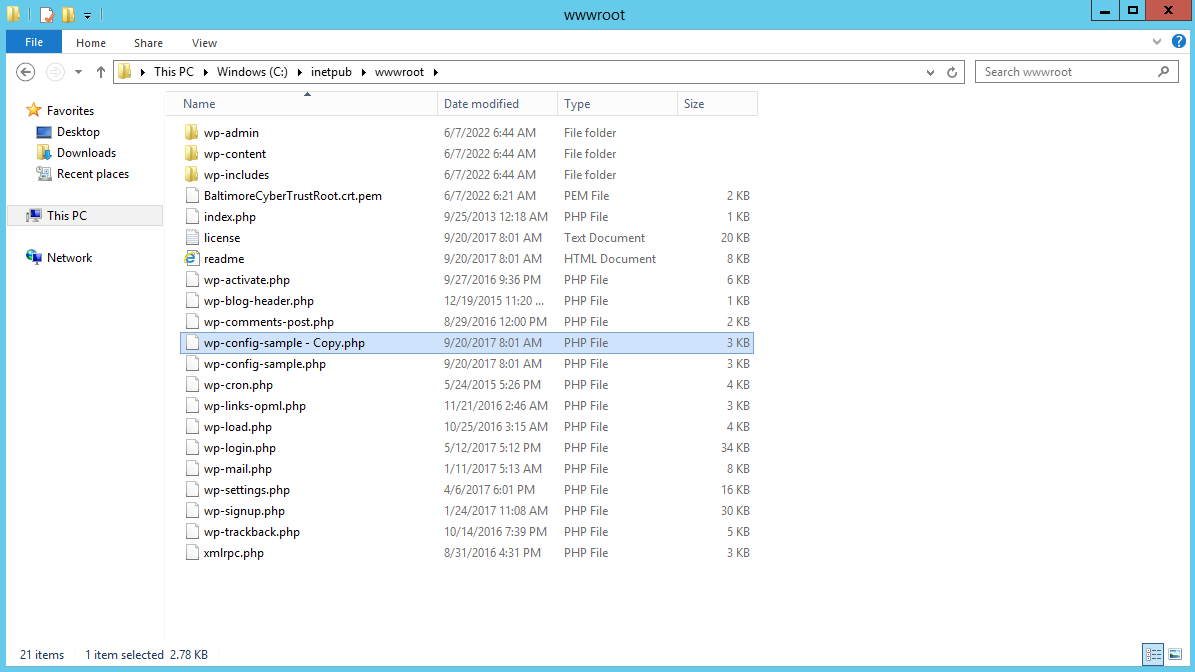 wwwroot
File Home Share View
This PC Windows (C:) inetpub wwwroot Search wwwroot
Name Date modified Type Size
Favorites
Desktop
Downloads
Recent places
This PC
Network
wp-admin 6/7/2022 6:44 AM File folder
wp-content 6/7/2022 6:44 AM File folder
wp-includes 6/7/2022 6:44 AM File folder
BaltimoreCyberTrustRoot.crt.pem 6/7/2022 6:21 AM PEM File 2 KB
index.php 9/25/2013 12:18 AM PHP File 1 KB
license 9/20/2017 8:01 AM Text Document 20 KB
readme 9/20/2017 8:01 AM HTML Document 8 KB
wp-activate.php 9/27/2016 9:36 PM PHP File 6 KB
wp-blog-header.php 12/19/2015 11:20 ... PHP File 1 KB
wp-comments-post.php 8/29/2016 12:00 PM PHP File 2 KB
wp-config-sample - Copy.php 9/20/2017 8:01 AM PHP File 3 KB
wp-config-sample.php 9/20/2017 8:01 AM PHP File 3 KB
wp-cron.php 5/24/2015 5:26 PM PHP File 4 KB
wp-links-opml.php 11/21/2016 2:46 AM PHP File 3 KB
wp-load.php 10/25/2016 3:15 AM PHP File 4 KB
wp-login.php 5/12/2017 5:12 PM PHP File 34 KB
wp-mail.php 1/11/2017 5:13 AM PHP File 8 KB
wp-settings.php 4/6/2017 6:01 PM PHP File 16 KB
wp-signup.php 1/24/2017 11:08 AM PHP File 30 KB
wp-trackback.php 10/14/2016 7:39 PM PHP File 5 KB
xmlrpc.php 8/31/2016 4:31 PM PHP File 3 KB
21 items 1 item selected 2.78 KB